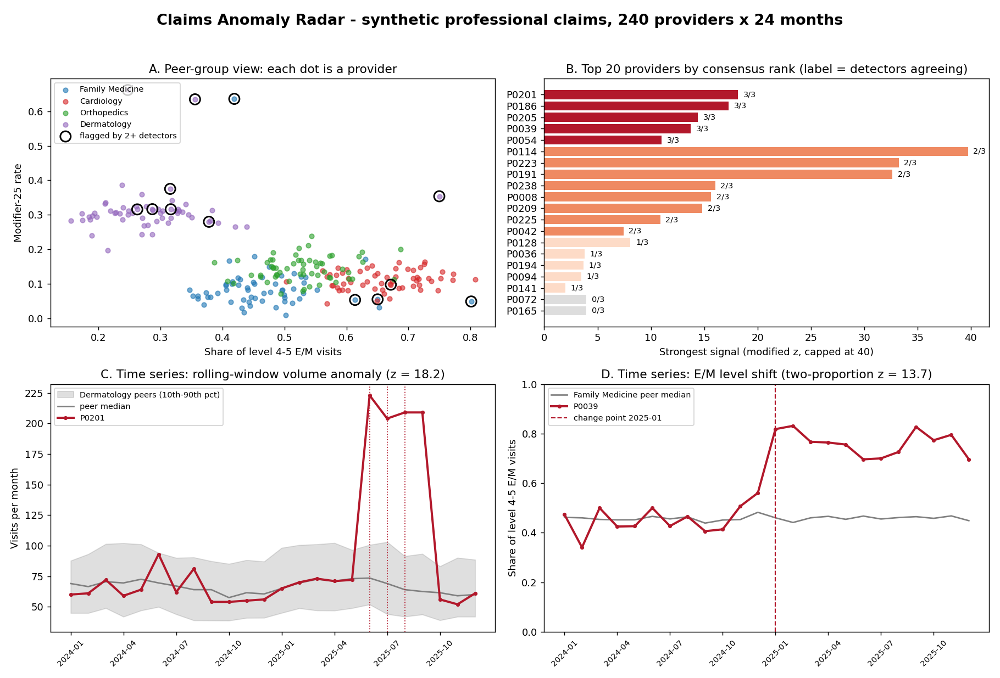 Claims Anomaly Radar - synthetic professional claims, 240 providers x 24 months
A. Peer-group view: each dot is a provider
Family Medicine
Cardiology
Orthopedics
Dermatology
flagged by 2+ detectors
Modifier-25 rate
0.6
0.5
0.4
0.3
0.2
0.1
0.0
0.2 0.3 0.4 0.5 0.6 0.7 0.8
Share of level 4-5 E/M visits
B. Top 20 providers by consensus rank (label = detectors agreeing)
P0201 3/3
P0186 3/3
P0205 3/3
P0039 3/3
P0054 3/3
P0114 2/3
P0223 2/3
P0191 2/3
P0238 2/3
P0008 2/3
P0209 2/3
P0225 2/3
P0042 2/3
P0128 1/3
P0036 1/3
P0194 1/3
P0094 1/3
P0141 1/3
P0072 0/3
P0165 0/3
0 5 10 15 20 25 30 35 40
Strongest signal (modified z, capped at 40)
C. Time series: rolling-window volume anomaly (z = 18.2)
Dermatology peers (10th-90th pct)
peer median
P0201
Visits per month
225
200
175
150
125
100
75
50
2024-01 2024-04 2024-07 2024-10 2025-01 2025-04 2025-07 2025-10
D. Time series: E/M level shift (two-proportion z = 13.7)
Family Medicine peer median
P0039
change point 2025-01
Share of level 4-5 E/M visits
1.0
0.8
0.6
0.4
0.2
0.0
2024-01 2024-04 2024-07 2024-10 2025-01 2025-04 2025-07 2025-10